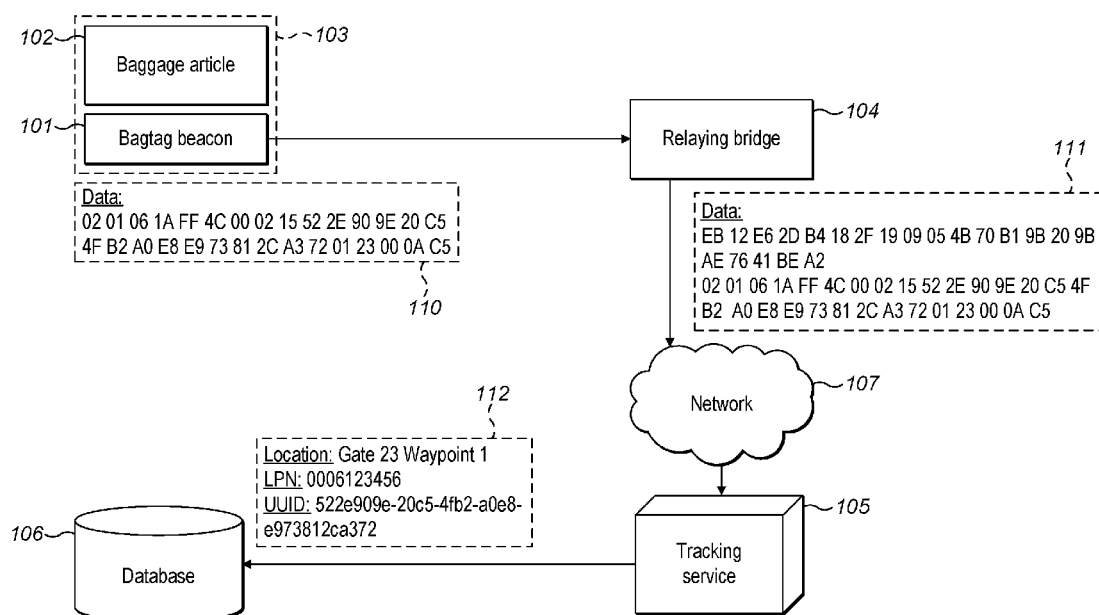 102
103
Baggage article
101
Bagtag beacon
104
Relaying bridge
111
Data:
02 01 06 1A FF 4C 00 02 15 52 2E 90 9E 20 C5
4F B2 A0 E8 E9 73 81 2C A3 72 01 23 00 0A C5
110
Data:
EB 12 E6 2D B4 18 2F 19 09 05 4B 70 B1 9B 20 9B
AE 76 41 BE A2
02 01 06 1A FF 4C 00 02 15 52 2E 90 9E 20 C5 4F
B2 A0 E8 E9 73 81 2C A3 72 01 23 00 0A C5
107
Network
112
Location: Gate 23 Waypoint 1
LPN: 0006123456
UUID: 522e909e-20c5-4fb2-a0e8-
e973812ca372
105
Tracking
service
106
Database